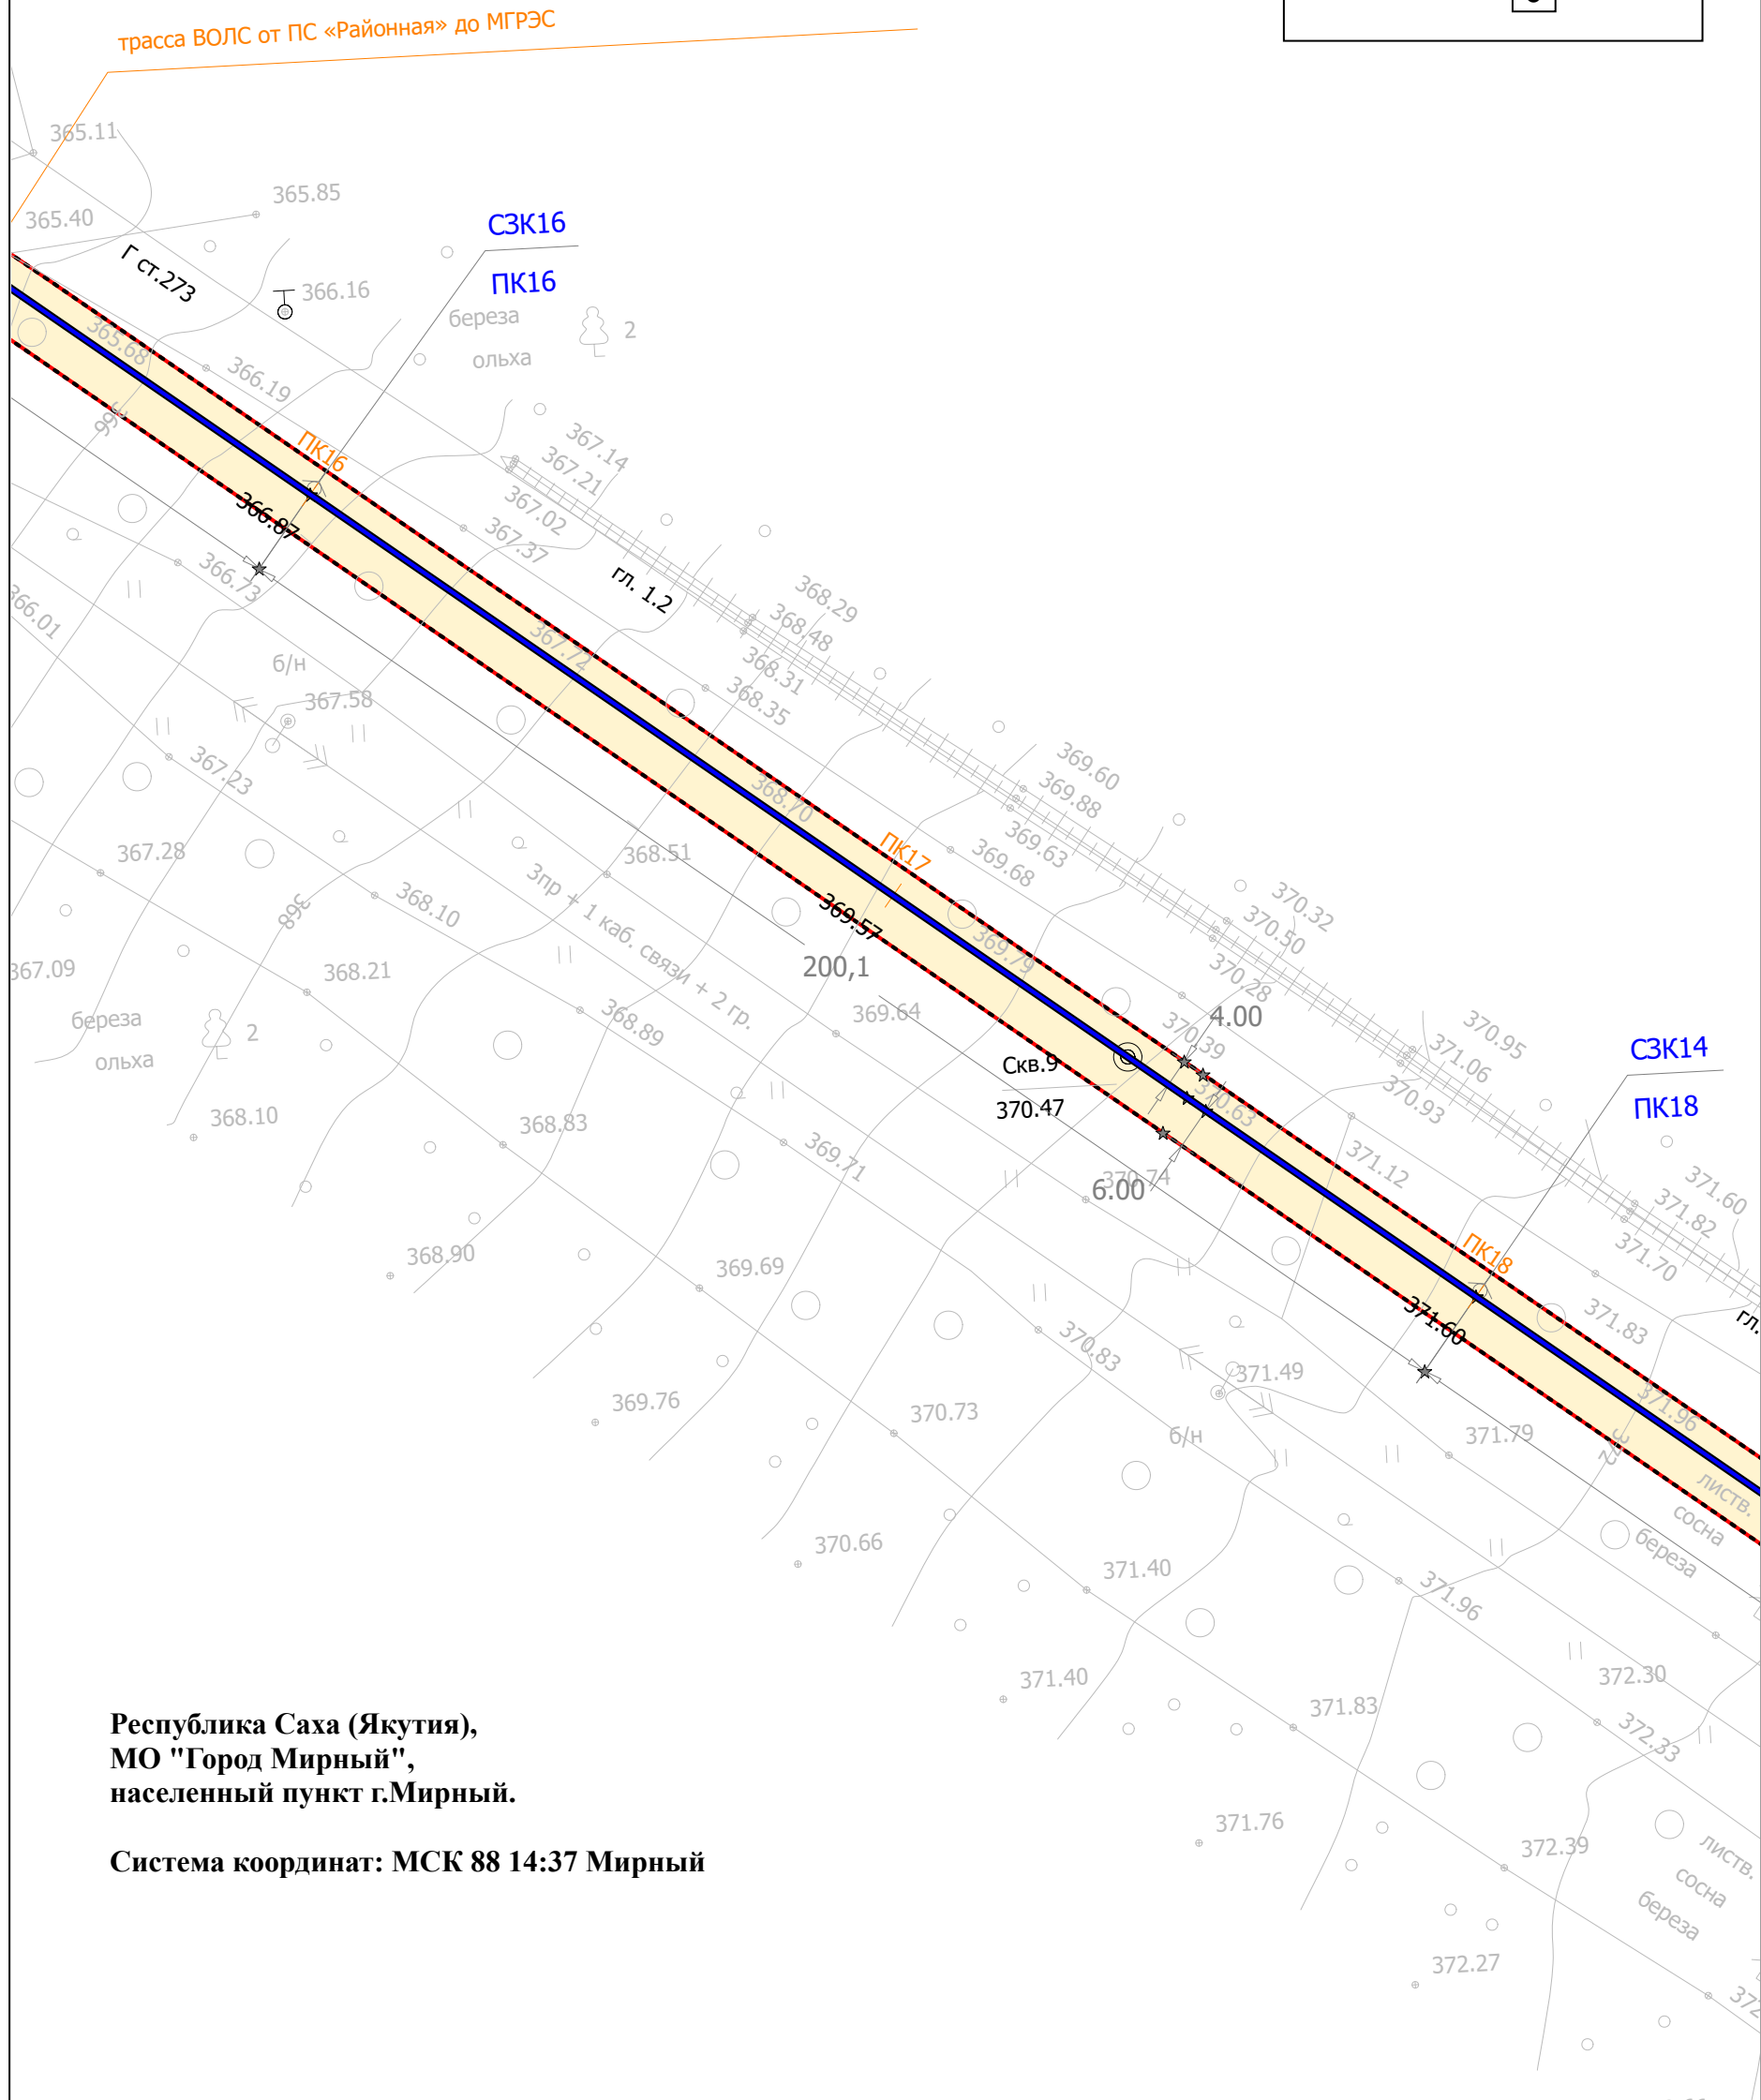 трасса ВОЛС от ПС «Районная» до МГРЭС
365.11
365.85
365.40
СЗК16
ПК16
Г ст.273
366.16
береза
ольха
2
365.68
366.19
366
ПК16
366.87
367.14
367.21
367.02
367.37
366.73
366.01
гл. 1.2
368.29
368.48
368.31
368.35
367.72
б/н
367.58
367.23
369.60
369.88
369.63
369.68
368.70
ПК17
367.28
368.51
368.10
368
3пр + 1 каб. связи + 2 гр.
369.57
200,1
370.32
370.50
370.28
369.79
367.09
368.21
береза
ольха
2
368.89
369.64
4.00
370.39
370.95
371.06
370.93
СЗК14
ПК18
Скв.9
370.47
370.63
368.10
368.83
369.71
371.12
370.74
6.00
371.60
371.82
371.70
368.90
369.69
ПК18
371.60
371.83
гл.
370.83
371.49
369.76
370.73
б/н
371.79
371.96
372
листв.
сосна
береза
370.66
371.40
371.96
371.40
371.83
372.30
372.33
Республика Саха (Якутия),
МО "Город Мирный",
населенный пункт г.Мирный.
371.76
372.39
листв.
сосна
береза
Система координат: МСК 88 14:37 Мирный
372.27